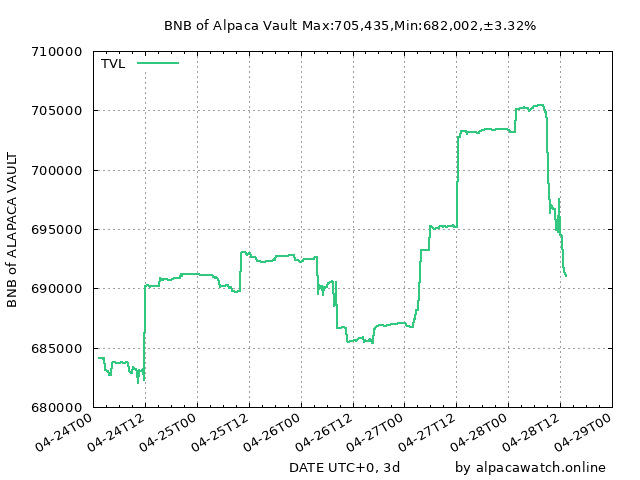 BNB of Alpaca Vault Max:705,435,Min:682,002,±3.32%
TVL
710000
705000
700000
695000
690000
685000
680000
BNB of ALAPACA VAULT
04-24T00
04-24T12
04-25T00
04-25T12
04-26T00
04-26T12
04-27T00
04-27T12
04-28T00
04-28T12
04-29T00
DATE UTC+0, 3d
by alpacawatch.online